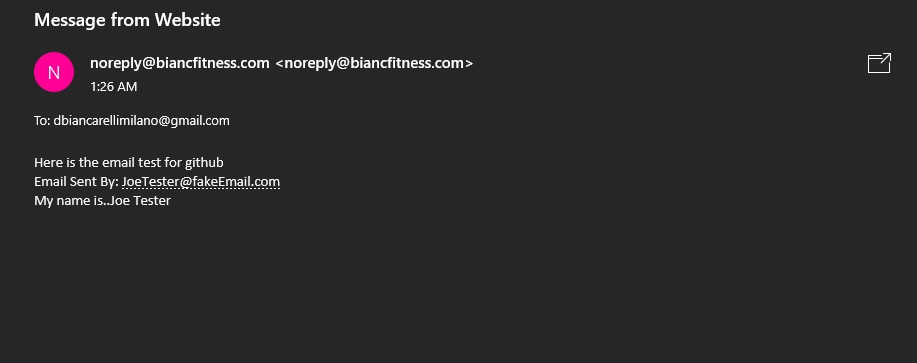 Message from Website
N
noreply@biancfitness.com <noreply@biancfitness.com>
1:26 AM
To: dbiancarellimilano@gmail.com
Here is the email test for github
Email Sent By: JoeTester@fakeEmail.com
My name is..Joe Tester